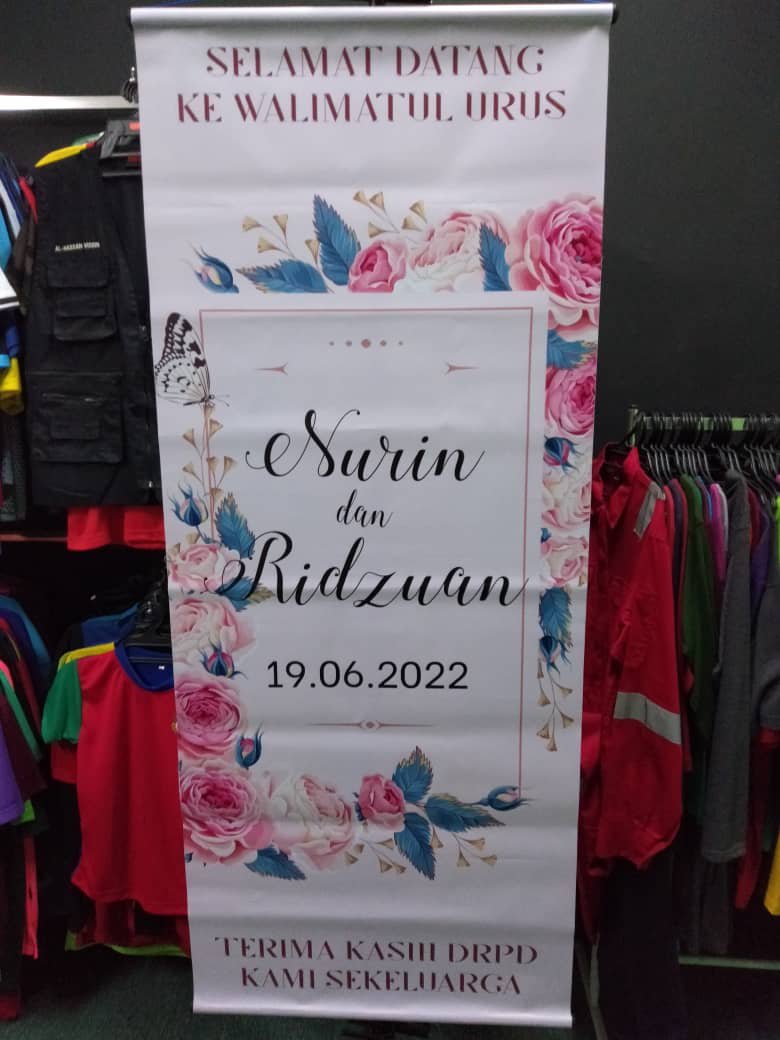 SELAMAT DATANG
KE WALIMATUL URUS
Nurin
dan
Ridzuan
19.06.2022
TERIMA KASIH DRPD
KAMI SEKELUARGA